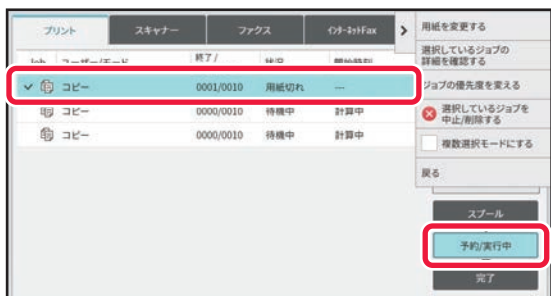 プリント スキャナー ファクス インターネットFax
用紙を変更する
選択しているジョブの
詳細を確認する
終了/
コピー 0001/0010 用紙切れ ---
ジョブの優先度を変える
コピー 0000/0010 待機中 計算中
選択しているジョブを
中止/削除する
コピー 0000/0010 待機中 計算中
複数選択モードにする
戻る
スプール
予約/実行中
完了